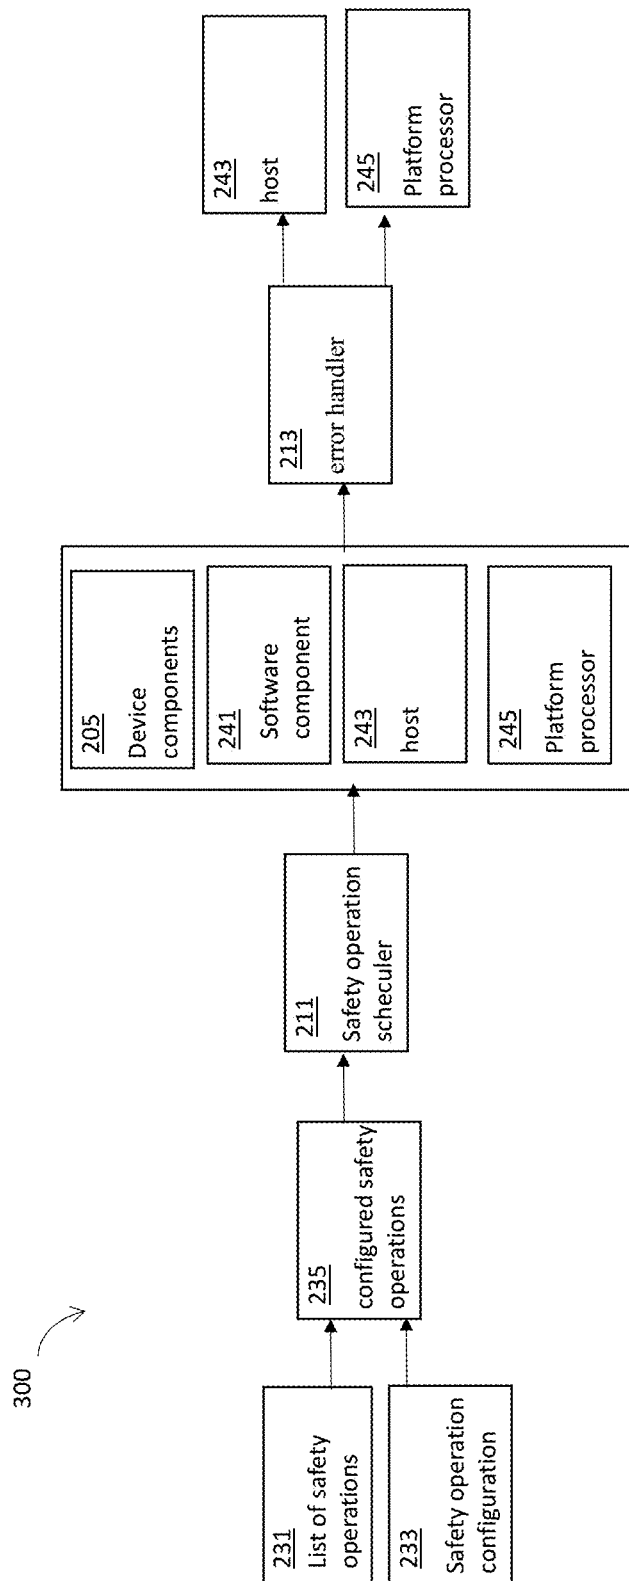 300
231
List of safety
operations
233
Safety operation
configuration
235
configured safety
operations
211
Safety operation
scheculer
205
Device
components
241
Software
component
243
host
245
Platform
processor
213
error handler
243
host
245
Platform
processor